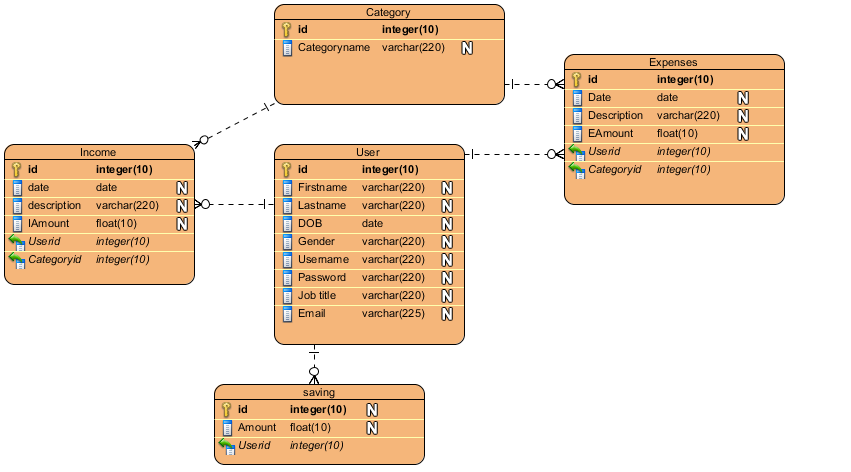 Category
id integer(10)
Categoryname varchar(220) N
Expenses
id integer(10)
Date date N
Description varchar(220) N
EAmount float(10) N
Userid integer(10)
Categoryid integer(10)
Income
id integer(10)
date date N
description varchar(220) N
IAmount float(10) N
Userid integer(10)
Categoryid integer(10)
User
id integer(10)
Firstname varchar(220) N
Lastname varchar(220) N
DOB date N
Gender varchar(220) N
Username varchar(220) N
Password varchar(220) N
Job title varchar(220) N
Email varchar(225) N
saving
id integer(10) N
Amount float(10) N
Userid integer(10)